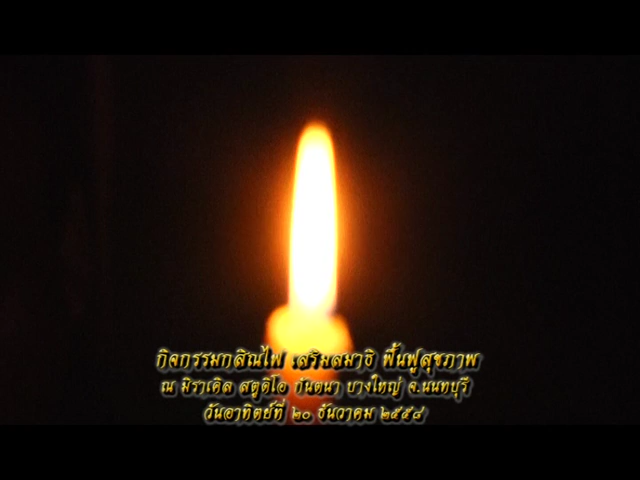 กิจกรรมกสิณไฟ เสริมสมาธิ ฟื้นฟูสุขภาพ
ณ มิราเคิล สตูดิโอ กันตนา บางใหญ่ จ.นนทบุรี
วันอาทิตย์ที่ ๒๐ ธันวาคม ๒๕๕๘